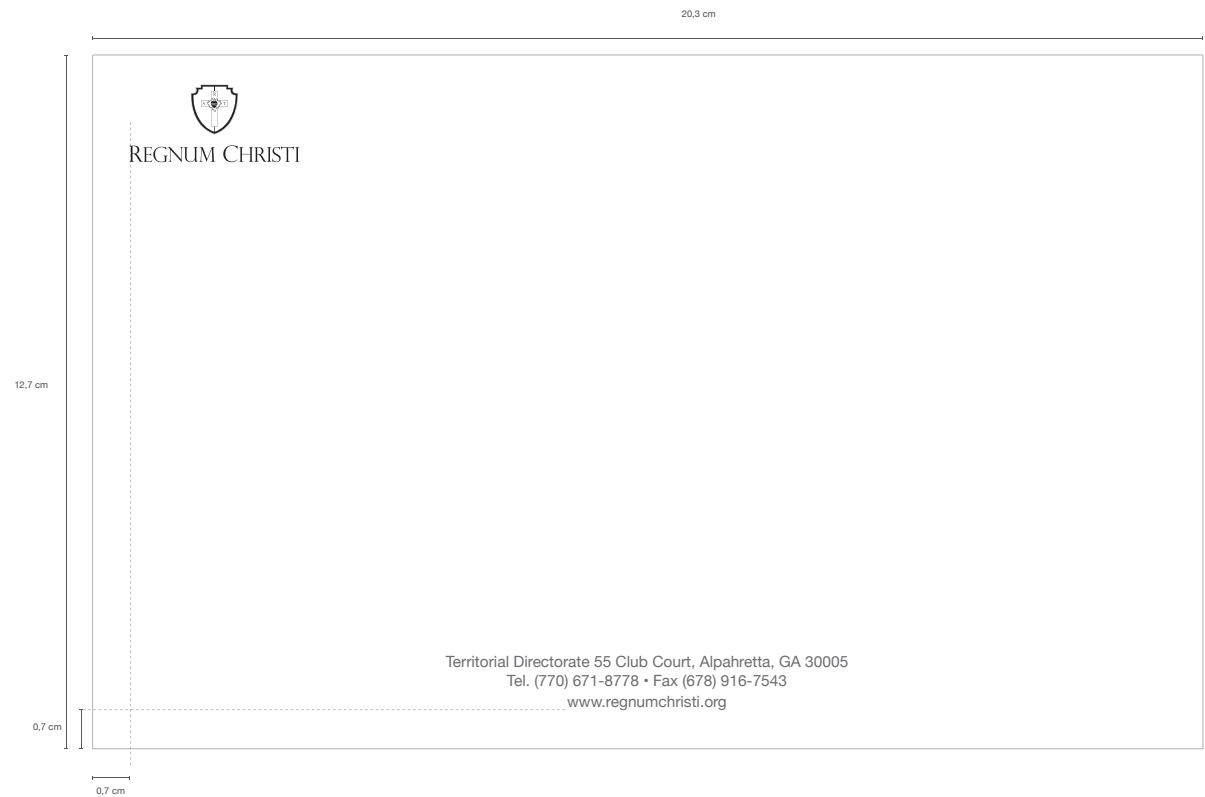 20,3 cm
REGNUM CHRISTI
12,7 cm
Territorial Directorate 55 Club Court, Alpahretta, GA 30005
Tel. (770) 671-8778 • Fax (678) 916-7543
www.regnumchristi.org
0,7 cm
0,7 cm